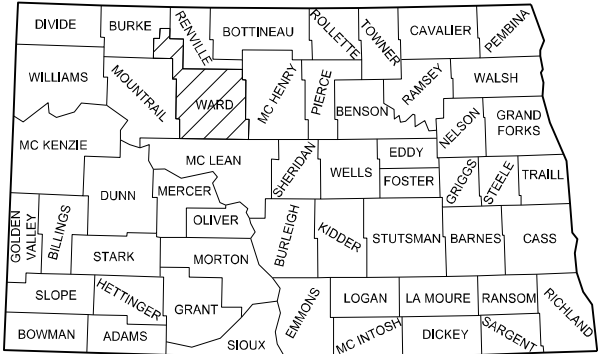 DIVIDE
BURKE
RENVILLE
BOTTINEAU
ROLLETTE
TOWNER
CAVALIER
PEMBINA
WILLIAMS
MOUNTRAIL
WARD
MC HENRY
PIERCE
BENSON
RAMSEY
WALSH
NELSON
GRAND
FORKS
MC KENZIE
MC LEAN
SHERIDAN
WELLS
EDDY
FOSTER
GRIGGS
STEELE
TRAILL
DUNN
MERCER
OLIVER
GOLDEN
VALLEY
BILLINGS
STARK
MORTON
BURLEIGH
KIDDER
STUTSMAN
BARNES
CASS
SLOPE
HETTINGER
GRANT
EMMONS
LOGAN
LA MOURE
RANSOM
RICHLAND
BOWMAN
ADAMS
SIOUX
MC INTOSH
DICKEY
SARGENT